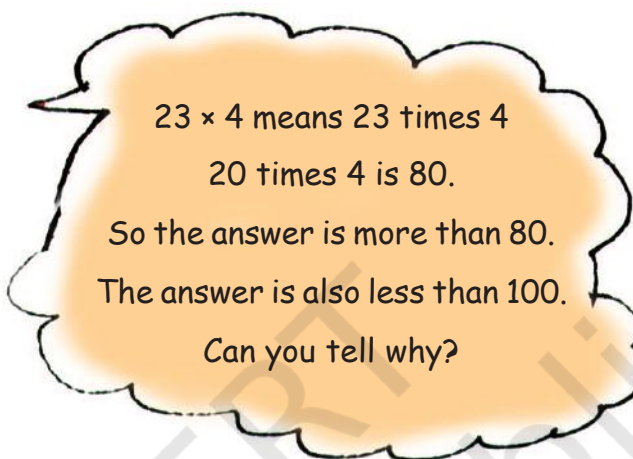 23 × 4 means 23 times 4
20 times 4 is 80.
So the answer is more than 80.
The answer is also less than 100.
Can you tell why?